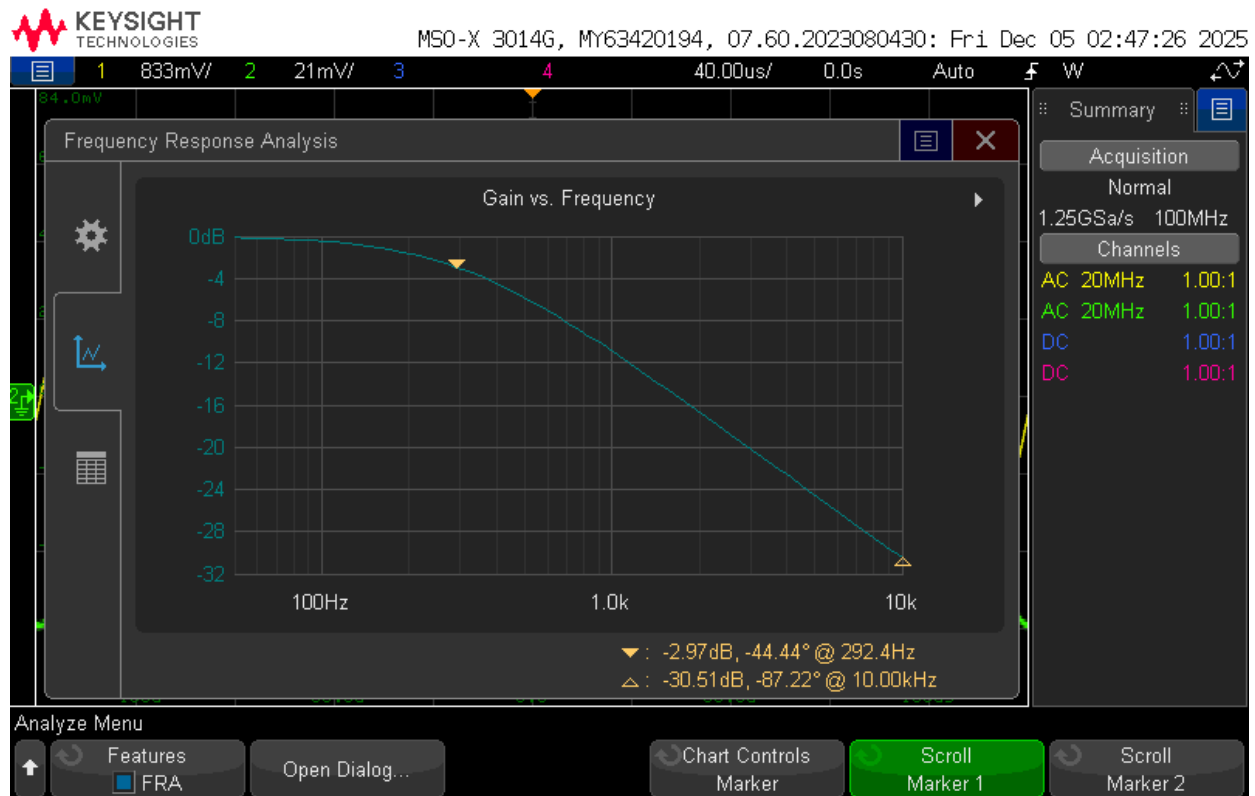 KEYSIGHT
TECHNOLOGIES
MSO-X 3014G, MY63420194, 07.60.2023080430: Fri Dec 05 02:47:26 2025
1 833mV/ 2 21mV/ 3 4 40.00us/ 0.0s Auto W
84.0mV
Summary
Frequency Response Analysis
Acquisition
Normal
1.25GSa/s 100MHz
Channels
AC 20MHz 1.00:1
AC 20MHz 1.00:1
DC 1.00:1
DC 1.00:1
Gain vs. Frequency
0dB
-4
-8
-12
-16
-20
-24
-28
-32
100Hz 1.0k 10k
2
: -2.97dB, -44.44° @ 292.4Hz
: -30.51dB, -87.22° @ 10.00kHz
Analyze Menu
Features
FRA
Open Dialog...
Chart Controls
Marker
Scroll
Marker 1
Scroll
Marker 2